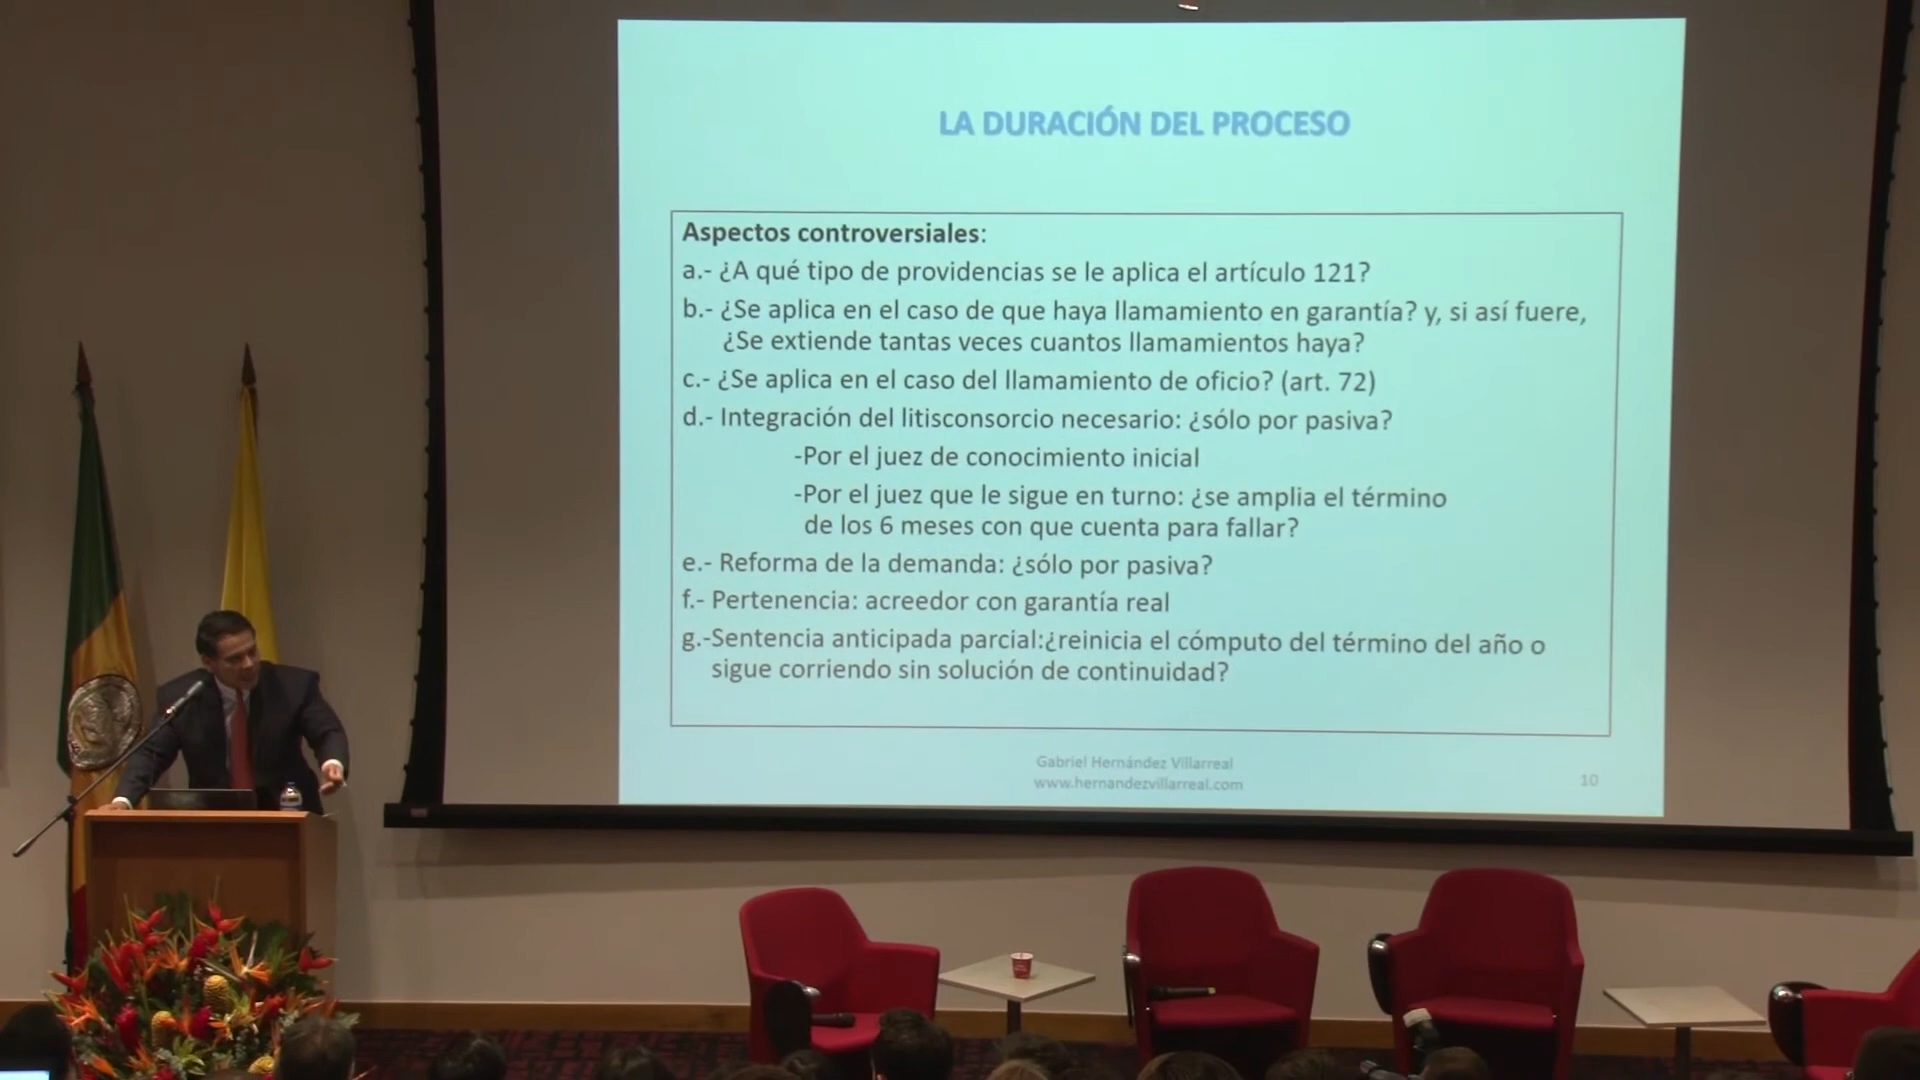 LA DURACIÓN DEL PROCESO
Aspectos controversiales:
a.- ¿A qué tipo de providencias se le aplica el artículo 121?
b.- ¿Se aplica en el caso de que haya llamamiento en garantía? y, si así fuere,
¿Se extiende tantas veces cuantos llamamientos haya?
c.- ¿Se aplica en el caso del llamamiento de oficio? (art. 72)
d.- Integración del litisconsorcio necesario: ¿sólo por pasiva?
-Por el juez de conocimiento inicial
-Por el juez que le sigue en turno: ¿se amplia el término
de los 6 meses con que cuenta para fallar?
e.- Reforma de la demanda: ¿sólo por pasiva?
f.- Pertenencia: acreedor con garantía real
g.-Sentencia anticipada parcial:¿reinicia el cómputo del término del año o
sigue corriendo sin solución de continuidad?
Gabriel Hernández Villarreal
www.hernandezvillarreal.com
10